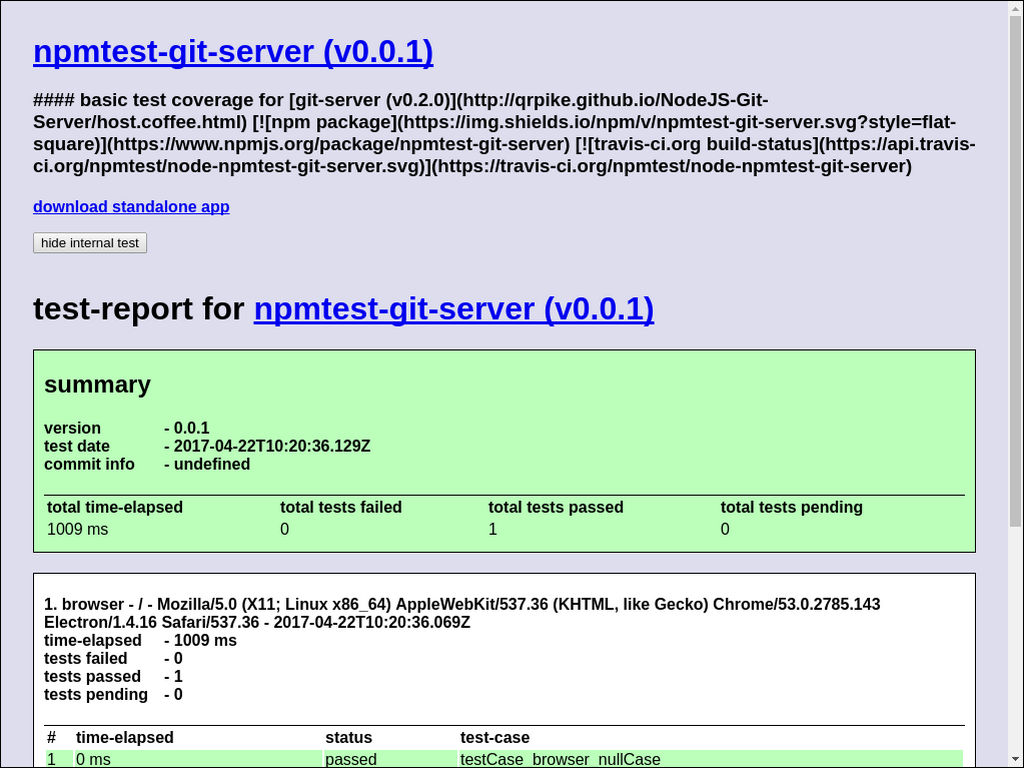 npmtest-git-server (v0.0.1)
#### basic test coverage for [git-server (v0.2.0)](http://qrpike.github.io/NodeJS-Git-
Server/host.coffee.html) [![npm package](https://img.shields.io/npm/v/npmtest-git-server.svg?style=flat-
square)](https://www.npmjs.org/package/npmtest-git-server) [![travis-ci.org build-status](https://api.travis-
ci.org/npmtest/node-npmtest-git-server.svg)](https://travis-ci.org/npmtest/node-npmtest-git-server)
download standalone app
hide internal test
test-report for npmtest-git-server (v0.0.1)
summary
version - 0.0.1
test date - 2017-04-22T10:20:36.129Z
commit info - undefined
total time-elapsed total tests failed total tests passed total tests pending
1009 ms 0 1 0
1. browser - / - Mozilla/5.0 (X11; Linux x86_64) AppleWebKit/537.36 (KHTML, like Gecko) Chrome/53.0.2785.143
Electron/1.4.16 Safari/537.36 - 2017-04-22T10:20:36.069Z
time-elapsed - 1009 ms
tests failed - 0
tests passed - 1
tests pending - 0
# time-elapsed status test-case
1 0 ms passed testCase_browser_nullCase